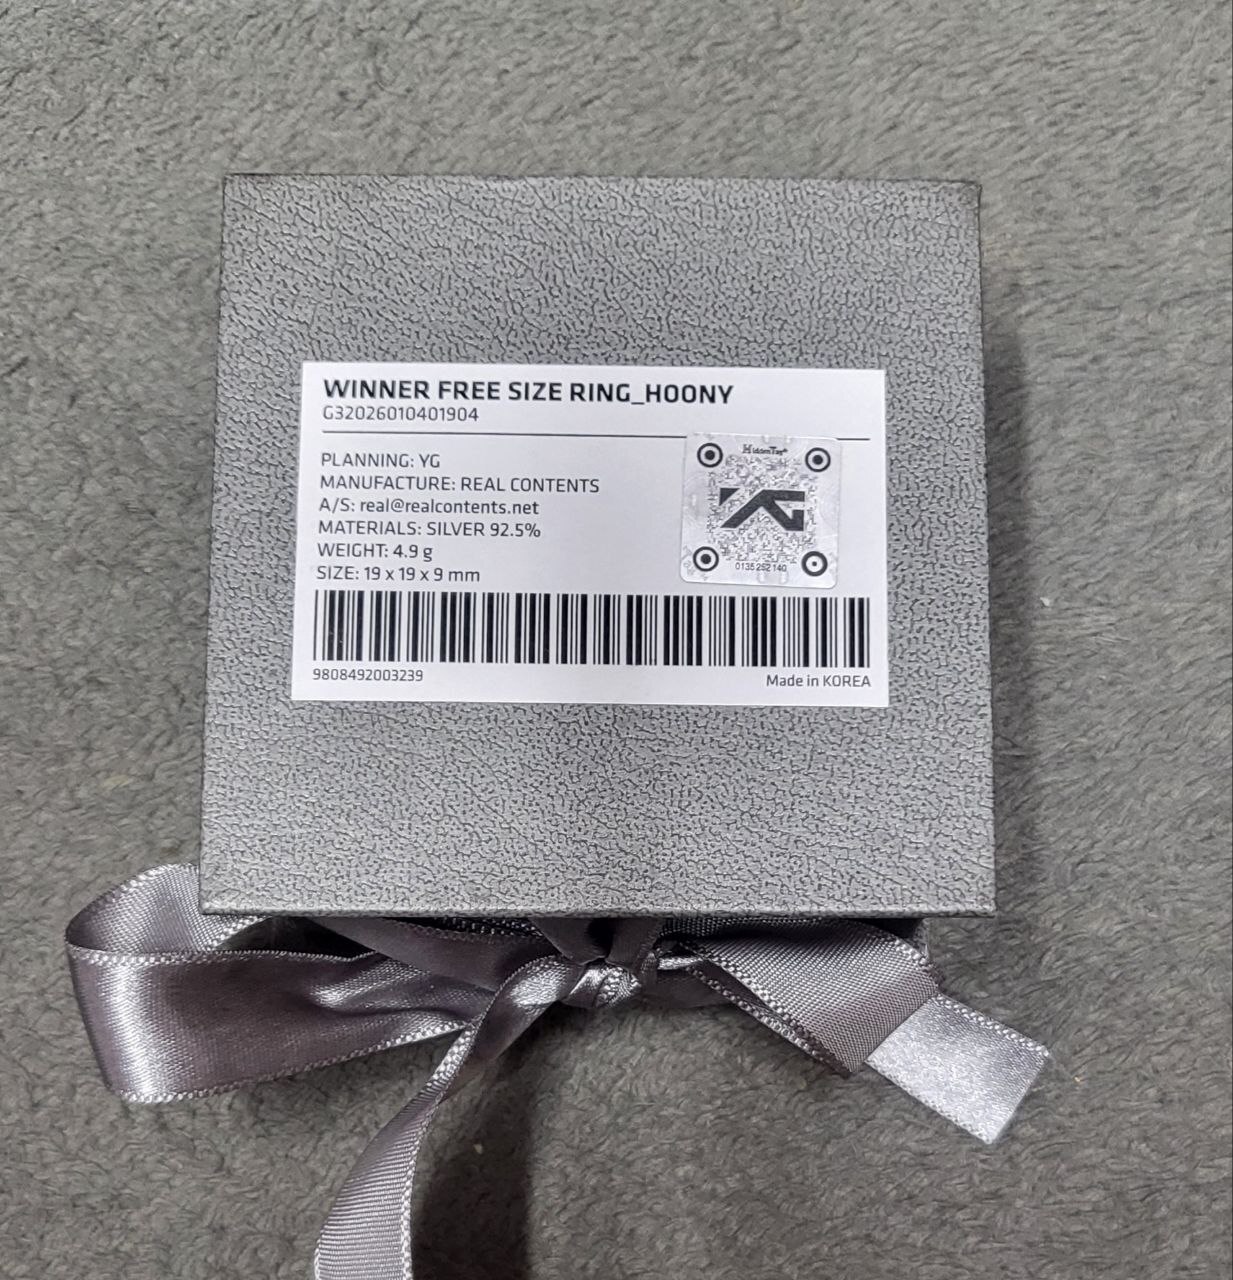 WINNER FREE SIZE RING_HOONY
G32026010401904
PLANNING: YG
MANUFACTURE: REAL CONTENTS
A/S: real@realcontents.net
MATERIALS: SILVER 92.5%
WEIGHT: 4.9 g
SIZE: 19 x 19 x 9 mm
HiddenTag®
YG
0135 252 140
9808492003239
Made in KOREA